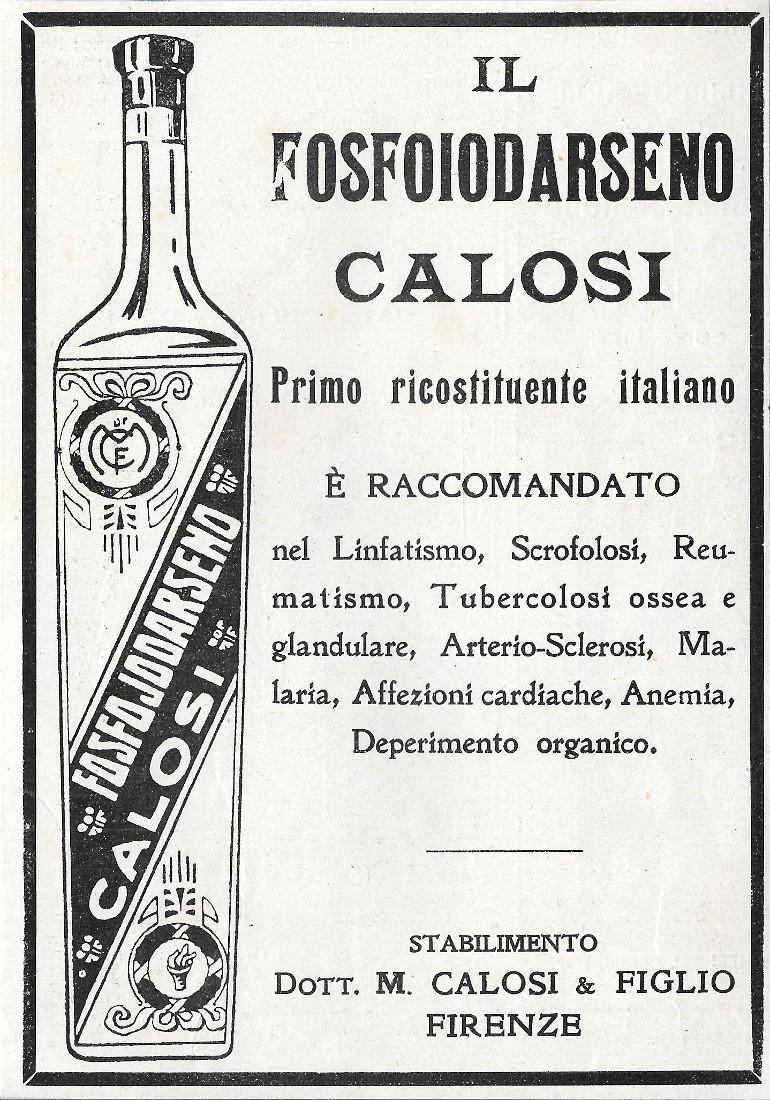 IL
FOSFOIODARSENO
CALOSI
Primo ricostituente italiano
È RACCOMANDATO
nel Linfatismo, Scrofolosi, Reu-
matismo, Tubercolosi ossea e
glandulare, Arterio-Sclerosi, Ma-
laria, Affezioni cardiache, Anemia,
Deperimento organico.
STABILIMENTO
DOTT. M. CALOSI & FIGLIO
FIRENZE
FOSFOJODARSENO
CALOSI